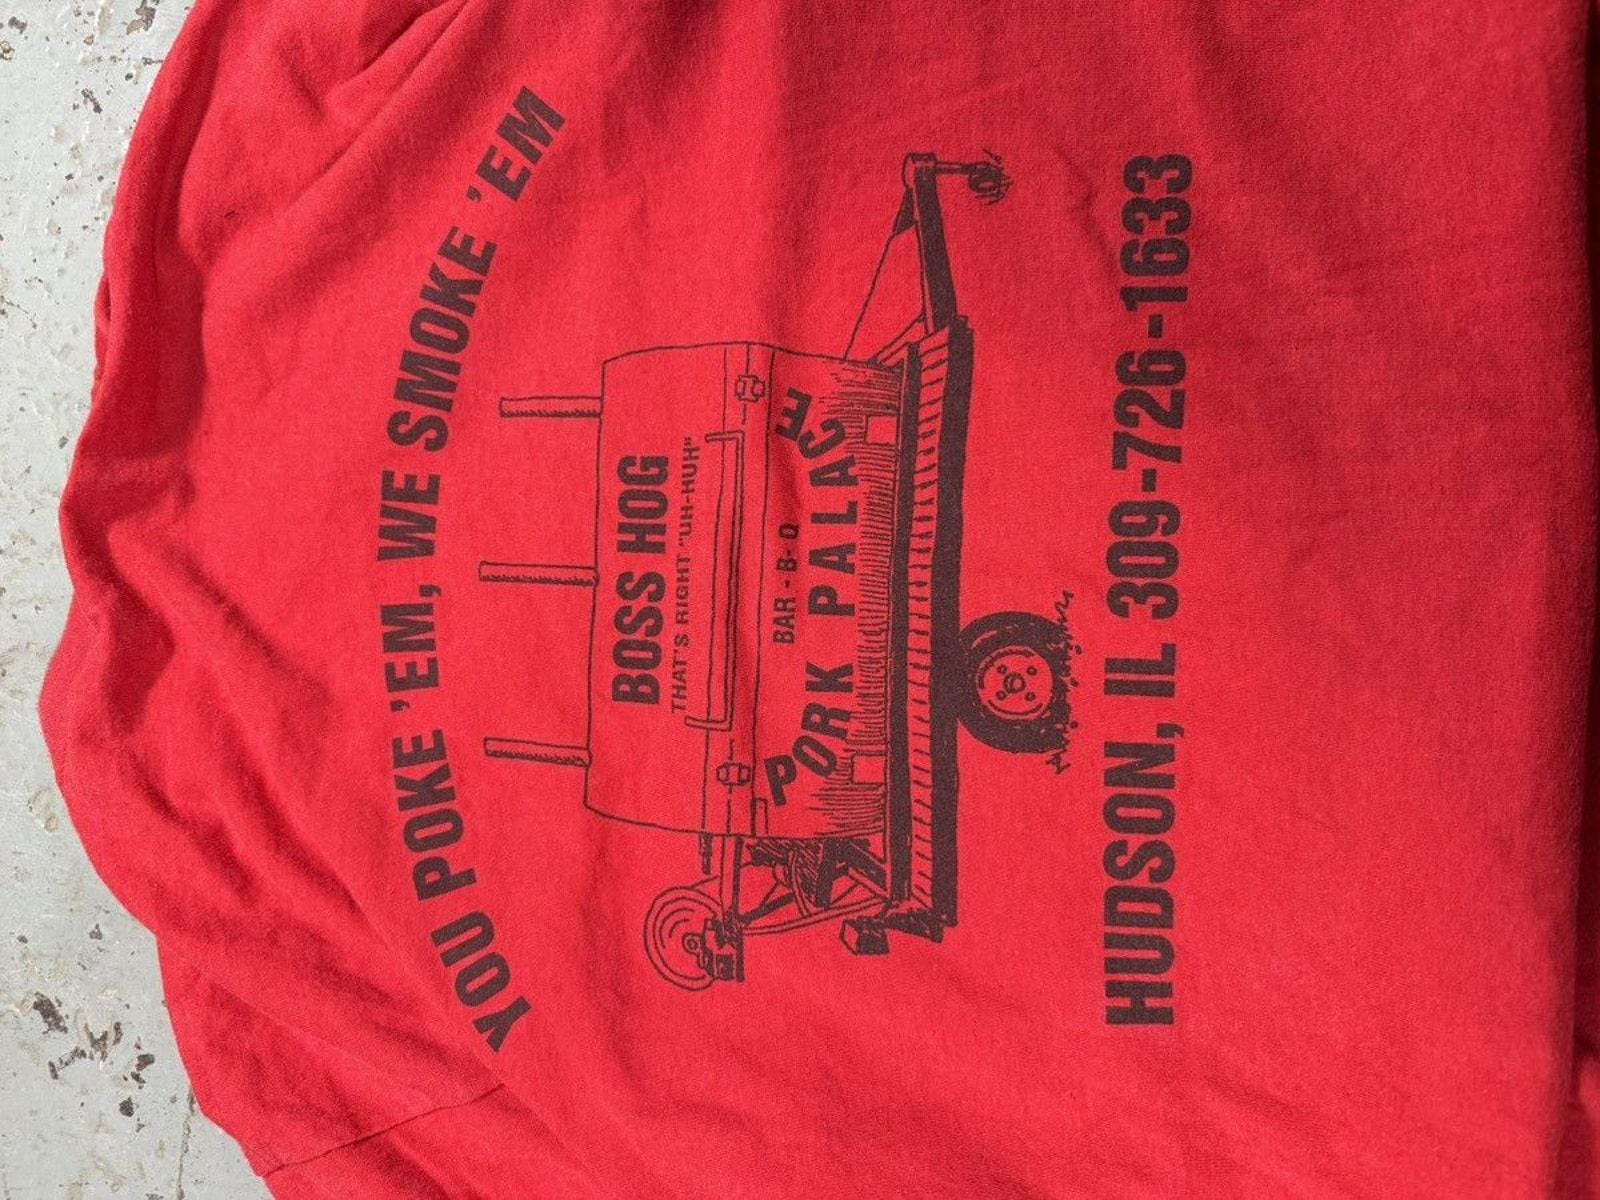 YOU POKE 'EM, WE SMOKE 'EM
BOSS HOG
THAT'S RIGHT "UH-HUH"
BAR-B-Q
PORK PALACE
HUDSON, IL 309-726-1633